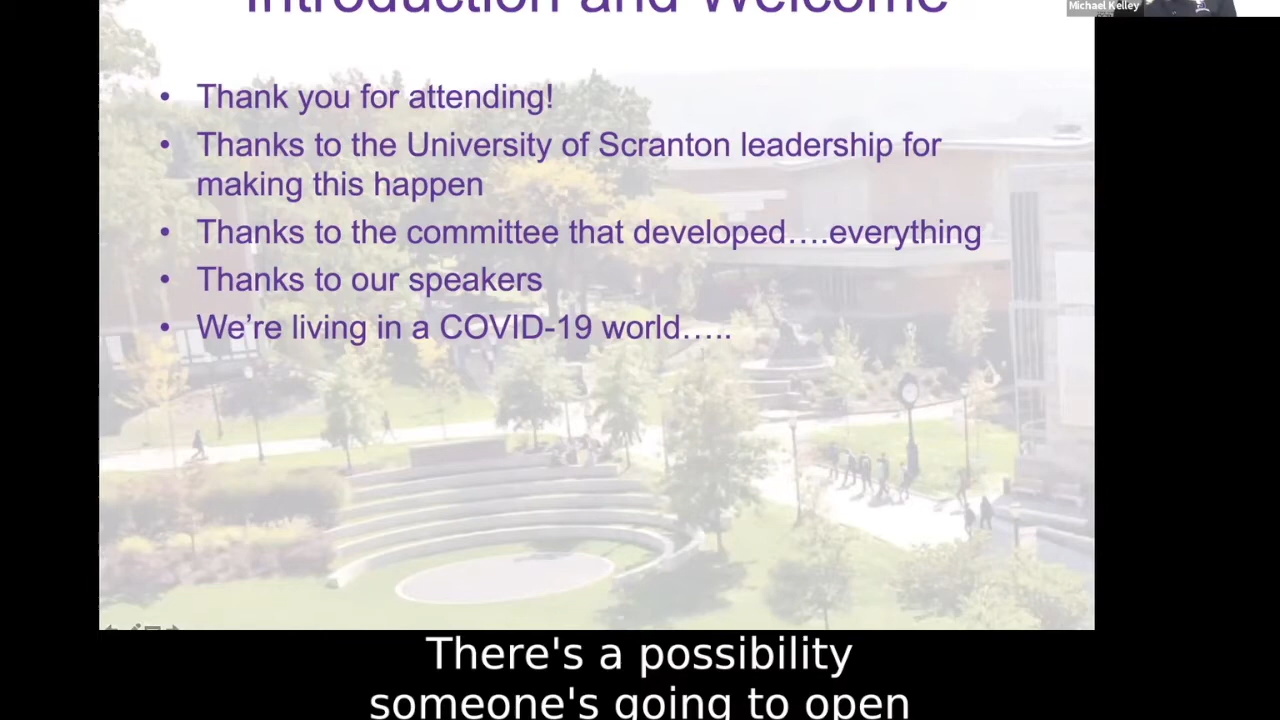 Introduction and Welcome
Michael Kelley
• Thank you for attending!
• Thanks to the University of Scranton leadership for
making this happen
• Thanks to the committee that developed….everything
• Thanks to our speakers
• We’re living in a COVID-19 world…..
There's a possibility
someone's going to open